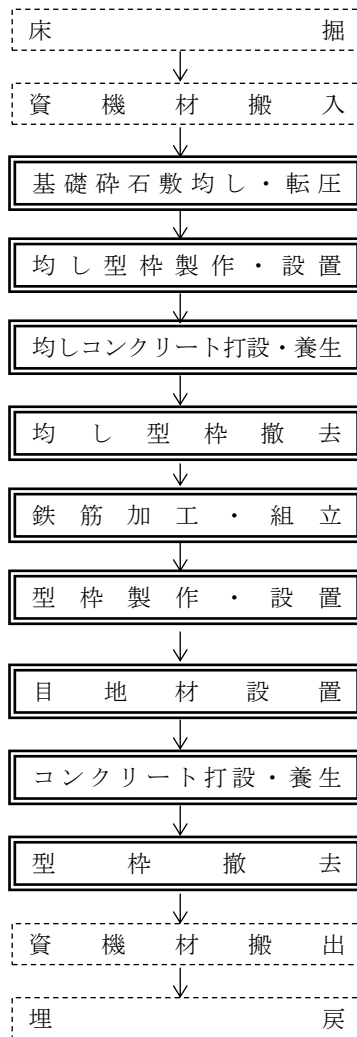 床掘
資機材搬入
基礎砕石敷均し・転圧
均し型枠製作・設置
均しコンクリート打設・養生
均し型枠撤去
鉄筋加工・組立
型枠製作・設置
目地材設置
コンクリート打設・養生
型枠撤去
資機材搬出
埋戻